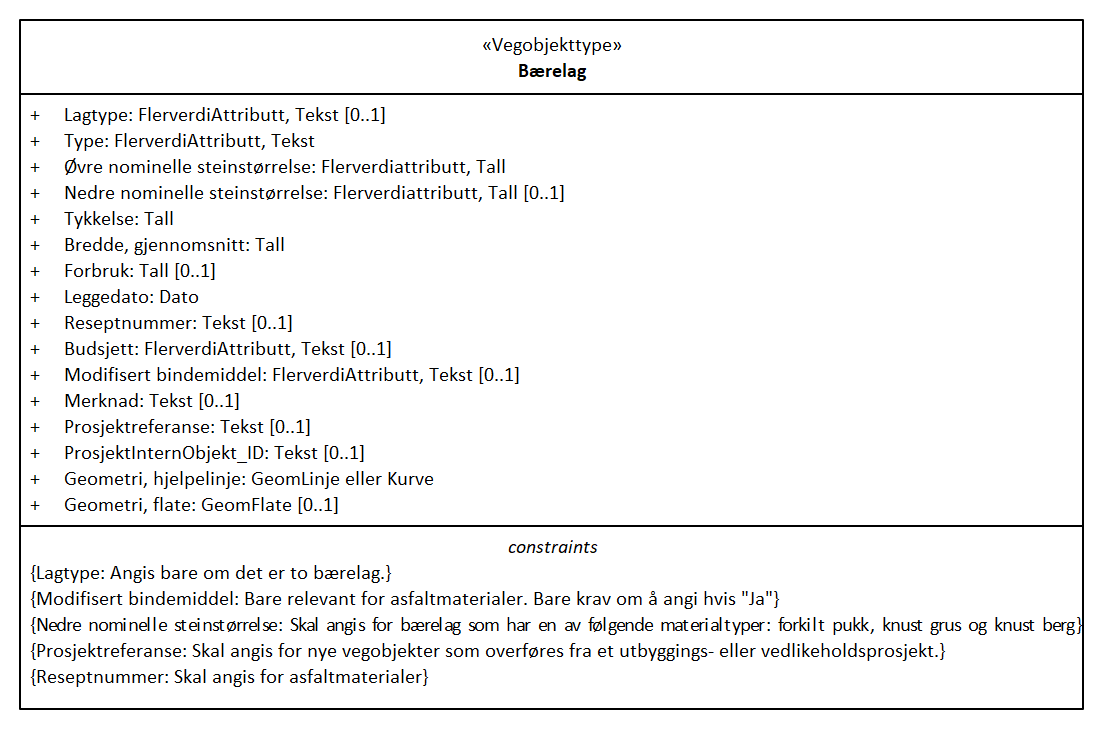 «Vegobjekttype»
Bærelag
+ Lagtype: FlerverdiAttributt, Tekst [0..1]
+ Type: FlerverdiAttributt, Tekst
+ Øvre nominelle steinstørrelse: Flerverdiattributt, Tall
+ Nedre nominelle steinstørrelse: Flerverdiattributt, Tall [0..1]
+ Tykkelse: Tall
+ Bredde, gjennomsnitt: Tall
+ Forbruk: Tall [0..1]
+ Leggedato: Dato
+ Reseptnummer: Tekst [0..1]
+ Budsjett: FlerverdiAttributt, Tekst [0..1]
+ Modifisert bindemiddel: FlerverdiAttributt, Tekst [0..1]
+ Merknad: Tekst [0..1]
+ Prosjektreferanse: Tekst [0..1]
+ ProsjektInternObjekt_ID: Tekst [0..1]
+ Geometri, hjelpelinje: GeomLinje eller Kurve
+ Geometri, flate: GeomFlate [0..1]
constraints
{Lagtype: Angis bare om det er to bærelag.}
{Modifisert bindemiddel: Bare relevant for asfaltmaterialer. Bare krav om å angi hvis "Ja"}
{Nedre nominelle steinstørrelse: Skal angis for bærelag som har en av følgende materialtyper: forkilt pukk, knust grus og knust berg}
{Prosjektreferanse: Skal angis for nye vegobjekter som overføres fra et utbyggings- eller vedlikeholdsprosjekt.}
{Reseptnummer: Skal angis for asfaltmaterialer}